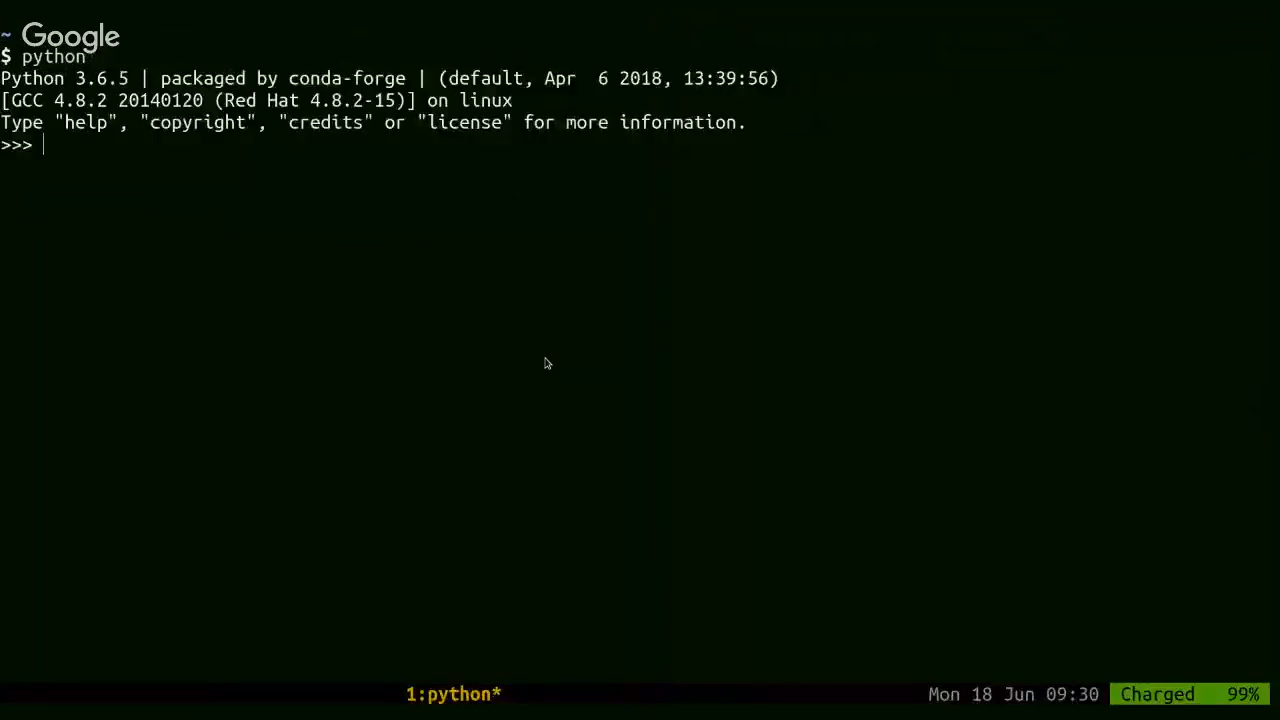 ~ Google
$ python
Python 3.6.5 | packaged by conda-forge | (default, Apr  6 2018, 13:39:56)
[GCC 4.8.2 20140120 (Red Hat 4.8.2-15)] on linux
Type "help", "copyright", "credits" or "license" for more information.
>>>
1:python* Mon 18 Jun 09:30 Charged 99%